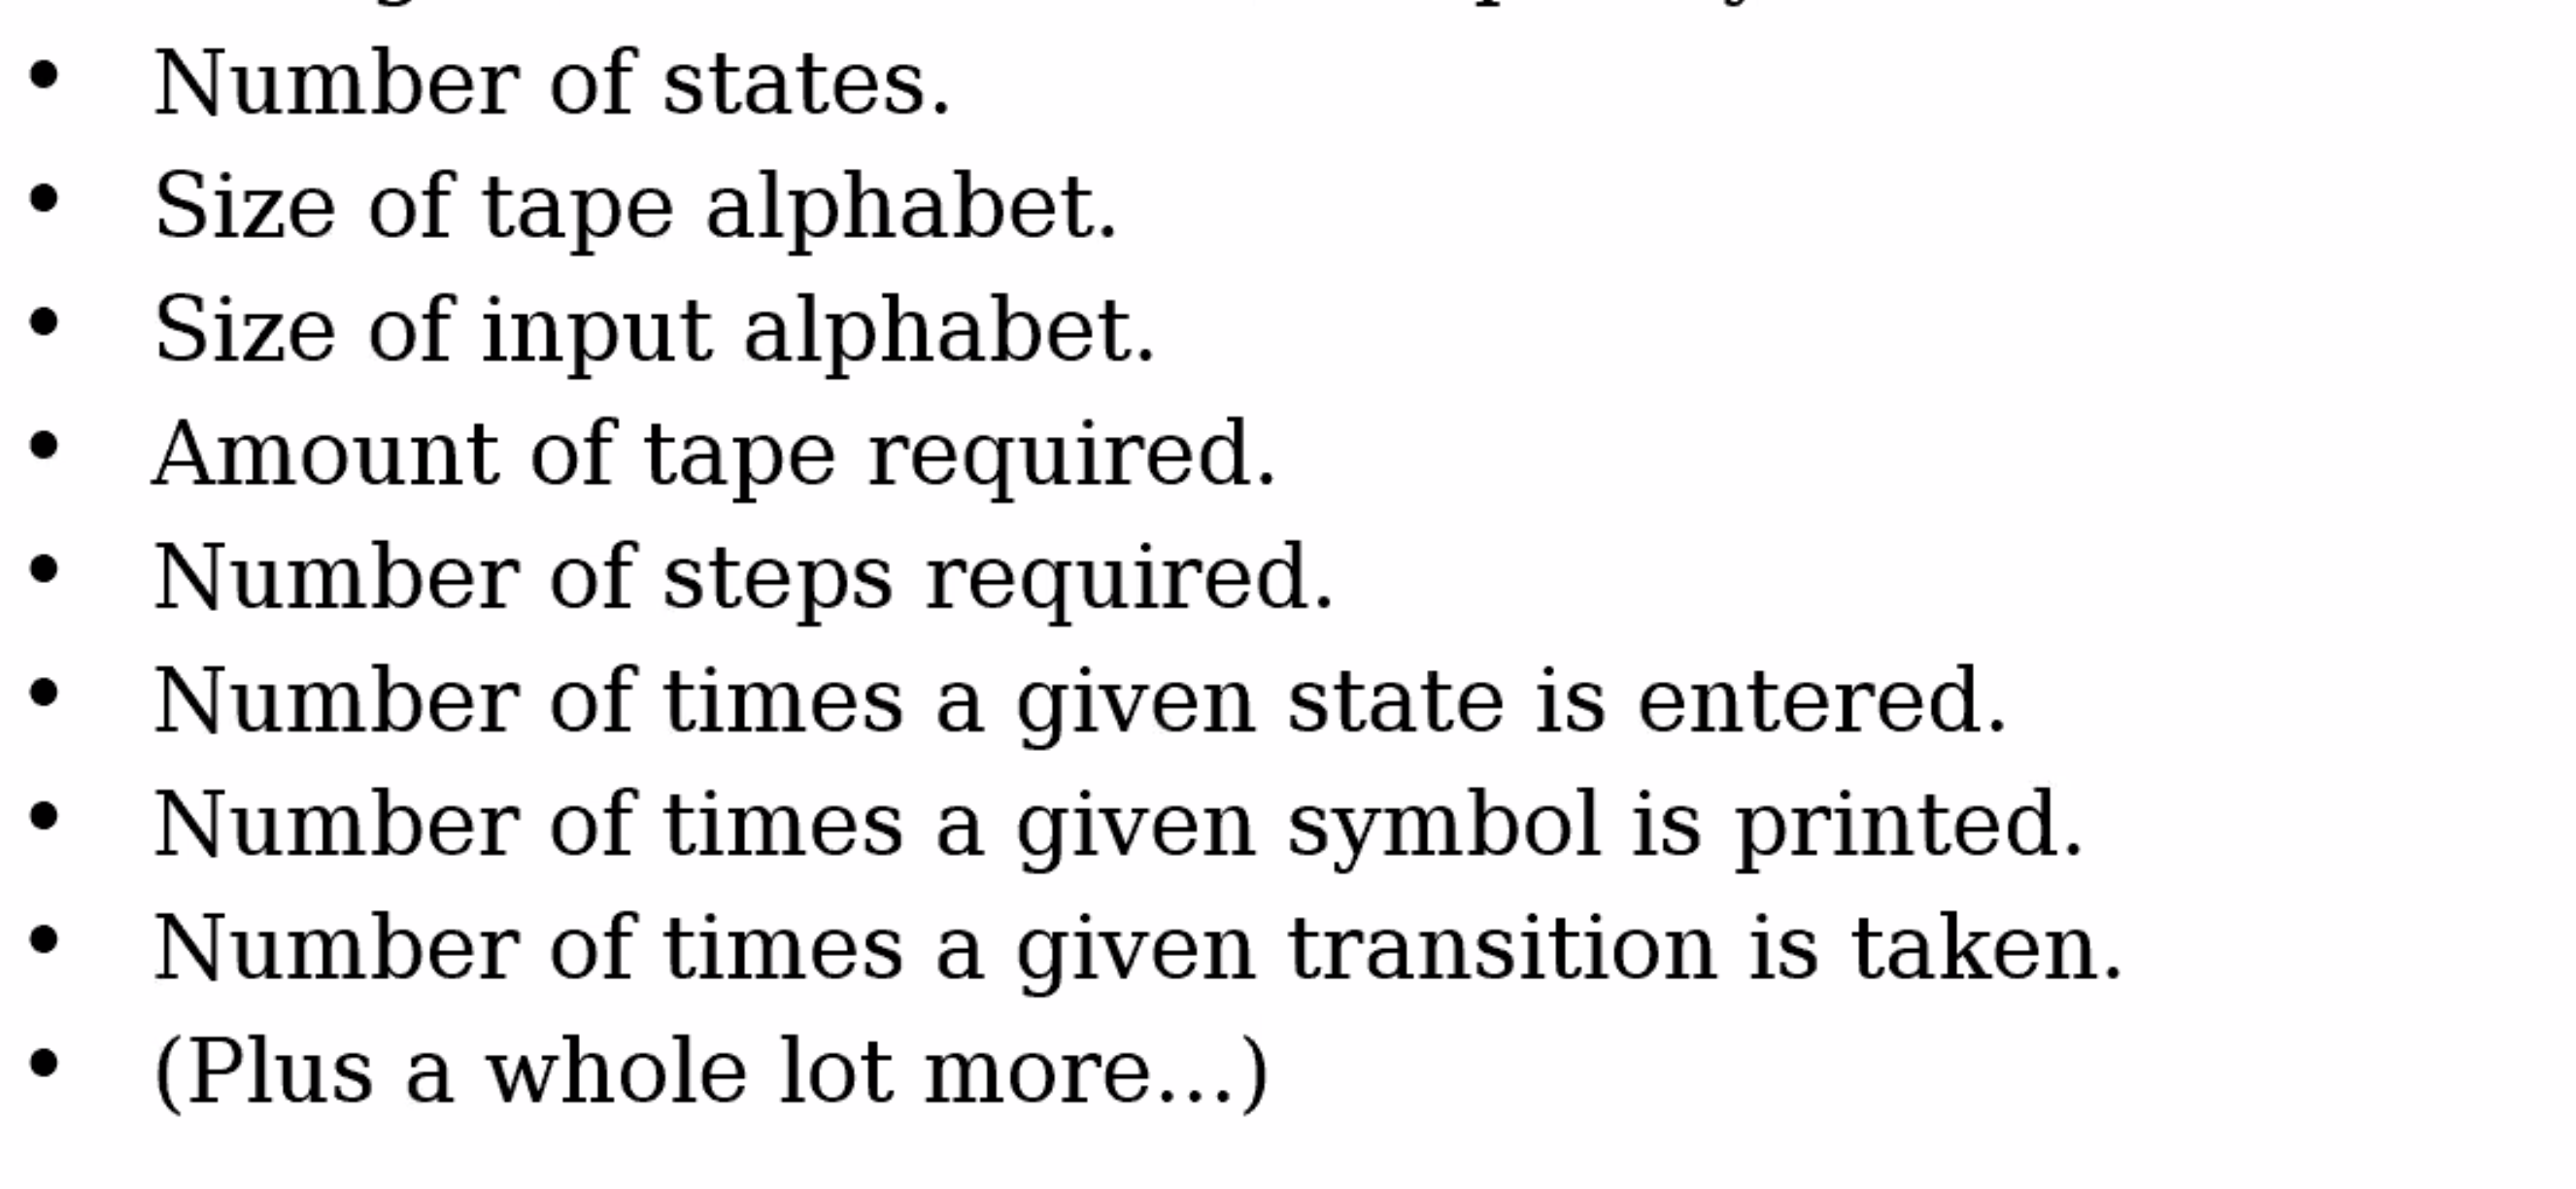 • Number of states.
• Size of tape alphabet.
• Size of input alphabet.
• Amount of tape required.
• Number of steps required.
• Number of times a given state is entered.
• Number of times a given symbol is printed.
• Number of times a given transition is taken.
• (Plus a whole lot more...)